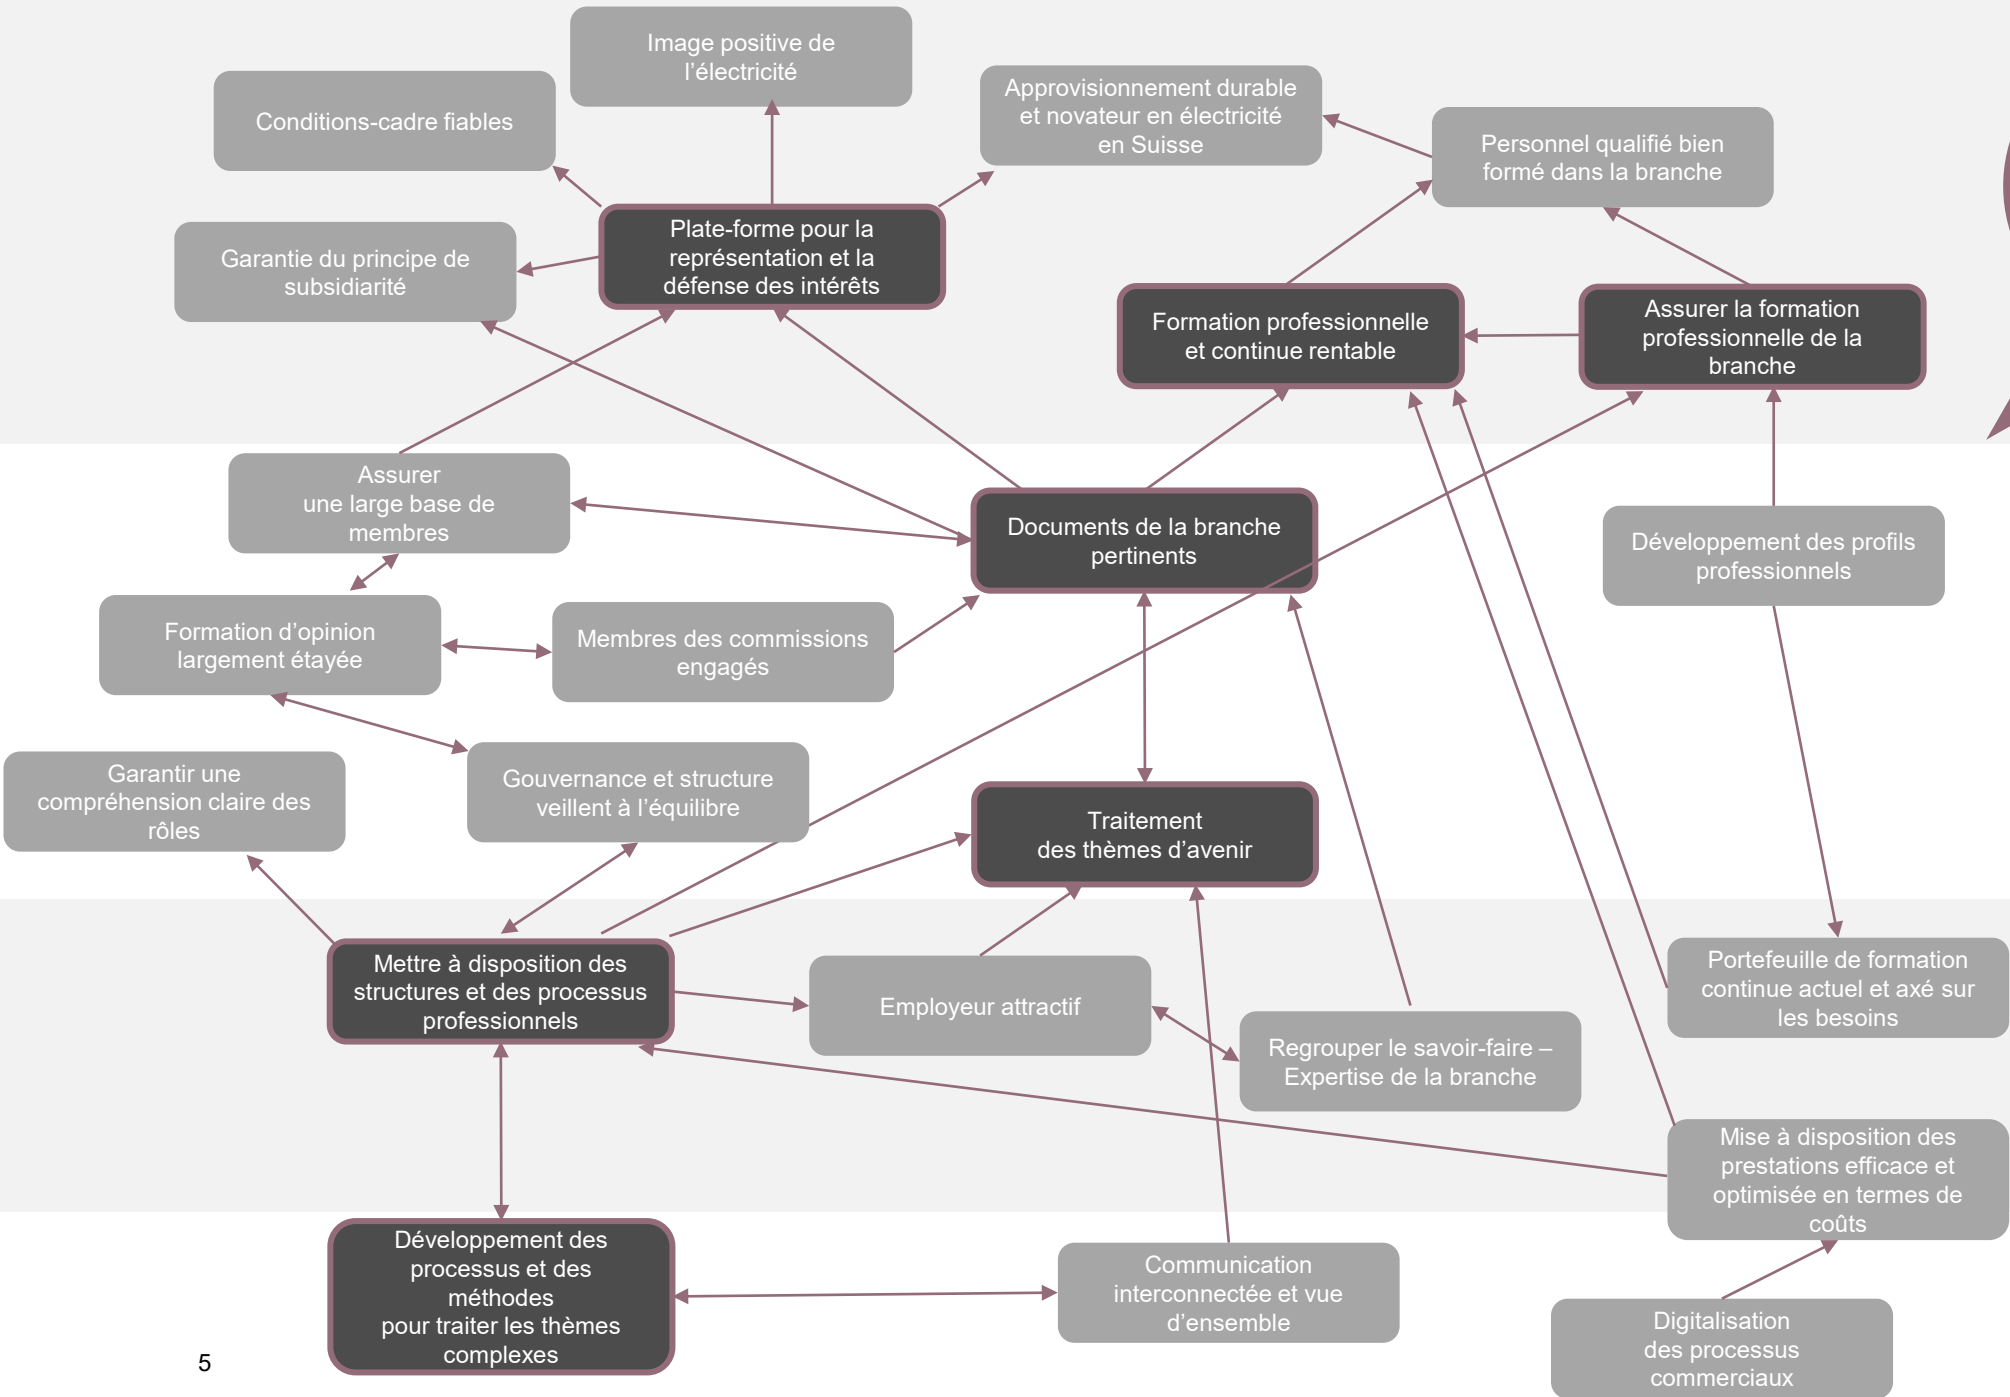 Image positive de
l'électricité
Conditions-cadre fiables
Approvisionnement durable
et novateur en électricité
en Suisse
Personnel qualifié bien
formé dans la branche
Garantie du principe de
subsidiarité
Plate-forme pour la
représentation et la
défense des intérêts
Formation professionnelle
et continue rentable
Assurer la formation
professionnelle de la
branche
Assurer
une large base de
membres
Documents de la branche
pertinents
Développement des profils
professionnels
Formation d'opinion
largement étayée
Membres des commissions
engagés
Garantir une
compréhension claire des
rôles
Gouvernance et structure
veillent à l'équilibre
Traitement
des thèmes d'avenir
Mettre à disposition des
structures et des processus
professionnels
Employeur attractif
Regrouper le savoir-faire –
Expertise de la branche
Portefeuille de formation
continue actuel et axé sur
les besoins
Mise à disposition des
prestations efficace et
optimisée en termes de
coûts
Développement des
processus et des
méthodes
pour traiter les thèmes
complexes
Communication
interconnectée et vue
d'ensemble
Digitalisation
des processus
commerciaux
5